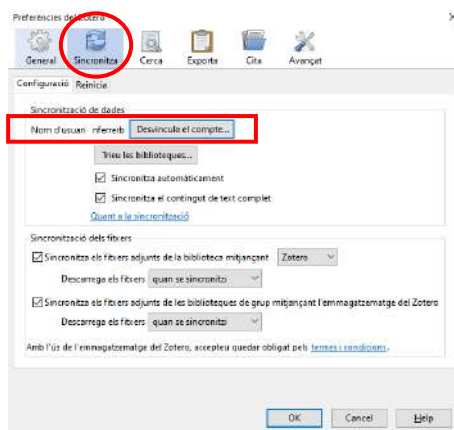 Preferències del Zotero
General Sincronitza Cerca Exporta Cita Avançat
Configuració Reinicia
Sincronització de dades
Nom d'usuari nferrerb Desvincula el compte...
Trieu les biblioteques...
Sincronitza automàticament
Sincronitza el contingut de text complet
Quant a la sincronització
Sincronització dels fitxers
Sincronitza els fitxers adjunts de la biblioteca mitjançant Zotero
Descarrega els fitxers quan se sincronitzi
Sincronitza els fitxers adjunts de les biblioteques de grup mitjançant l'emmagatzematge del Zotero
Descarrega els fitxers quan se sincronitzi
Amb l'ús de l'emmagatzematge del Zotero, accepteu quedar obligat pels termes i condicions.
OK Cancel Help